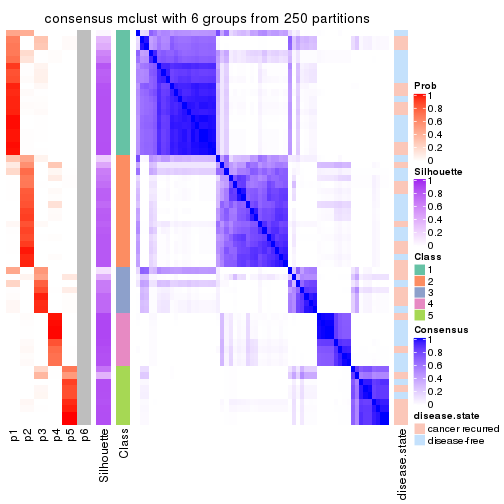 consensus mclust with 6 groups from 250 partitions
Prob
1
0.8
0.6
0.4
0.2
0
Silhouette
1
0.8
0.6
0.4
0.2
0
Class
1
2
3
4
5
Consensus
1
0.8
0.6
0.4
0.2
0
disease.state
cancer recurred
disease-free
p1
p2
p3
p4
p5
p6
Silhouette
Class
disease.state